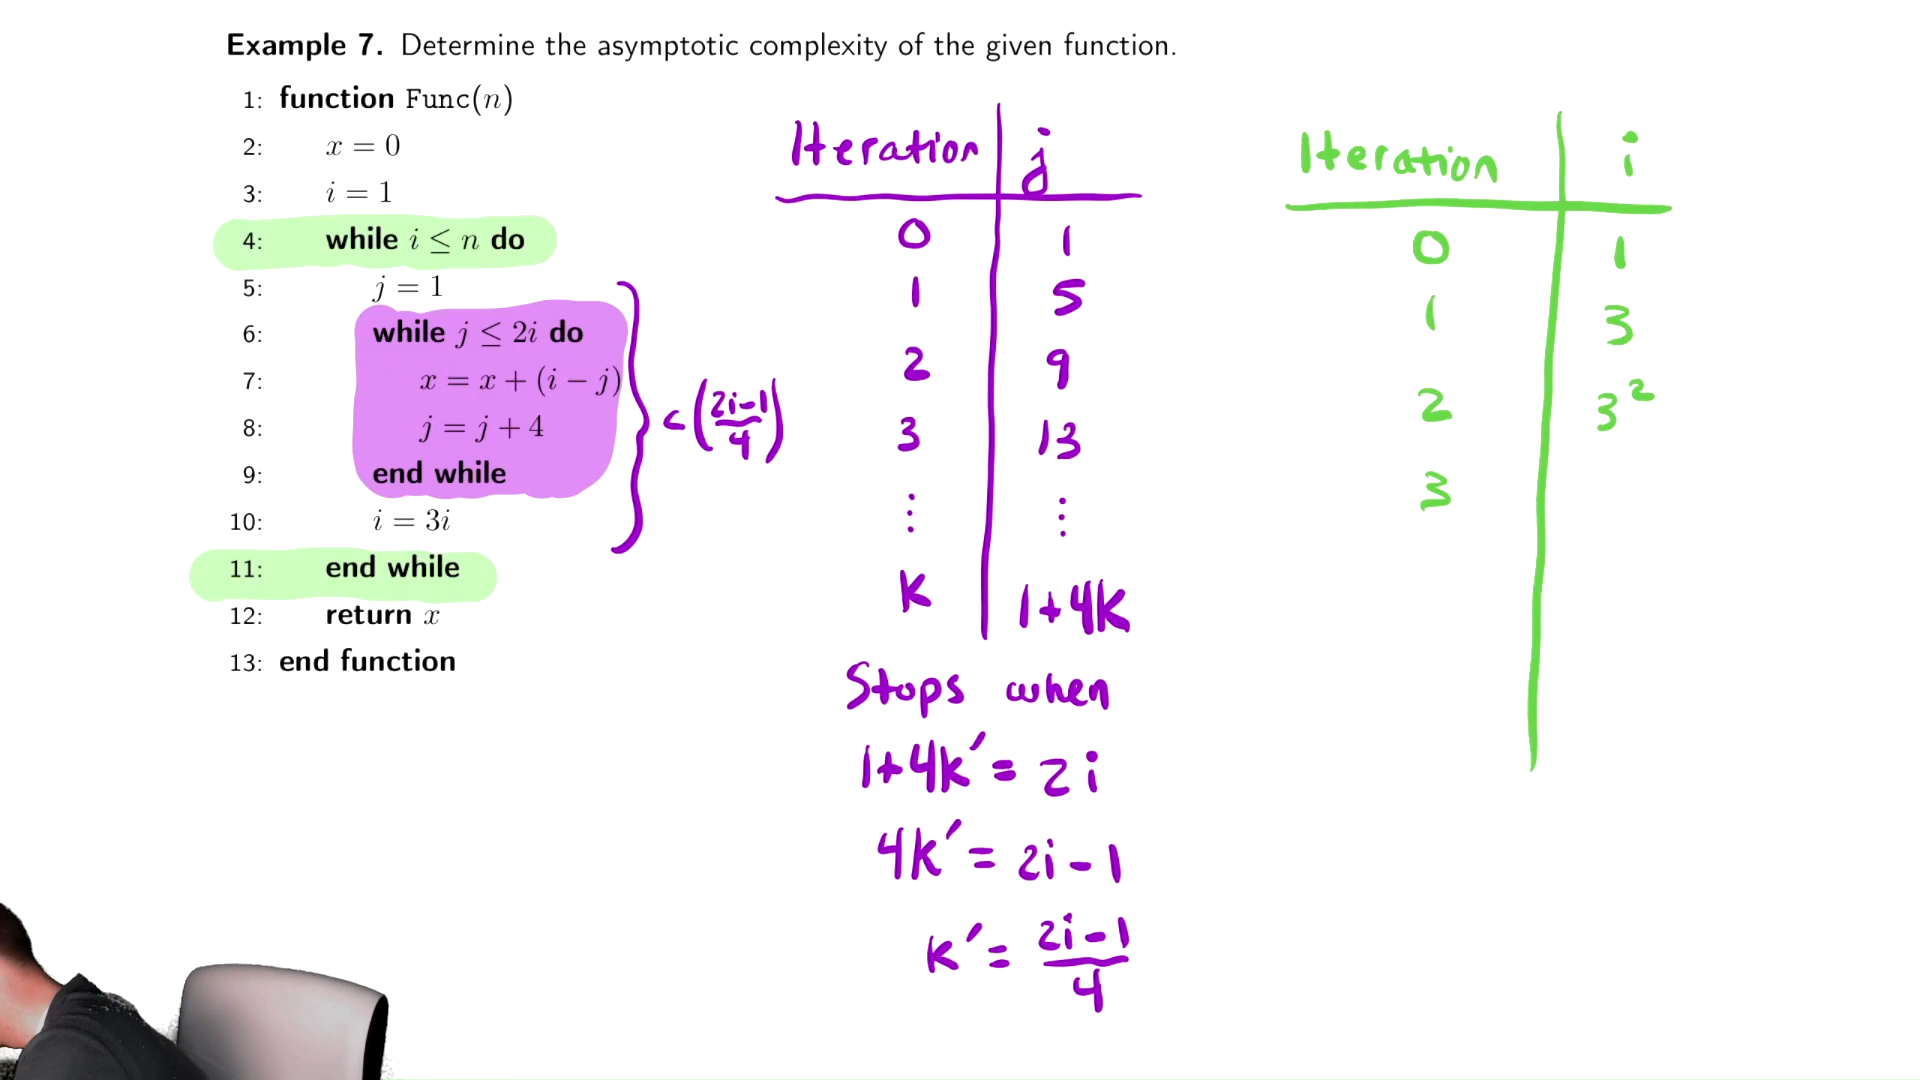 Example 7. Determine the asymptotic complexity of the given function.
1: function Func(n)
2: x = 0
3: i = 1
4: while i ≤ n do
5: j = 1
6: while j ≤ 2i do
7: x = x + (i − j)
8: j = j + 4
9: end while
10: i = 3i
11: end while
12: return x
13: end function
c(2i-1/4)
Iteration j
0 1
1 5
2 9
3 13
⋮ ⋮
K 1+4K
Stops when
1+4k' = 2i
4k' = 2i-1
k' = 2i-1/4
Iteration i
0 1
1 3
2 3²
3